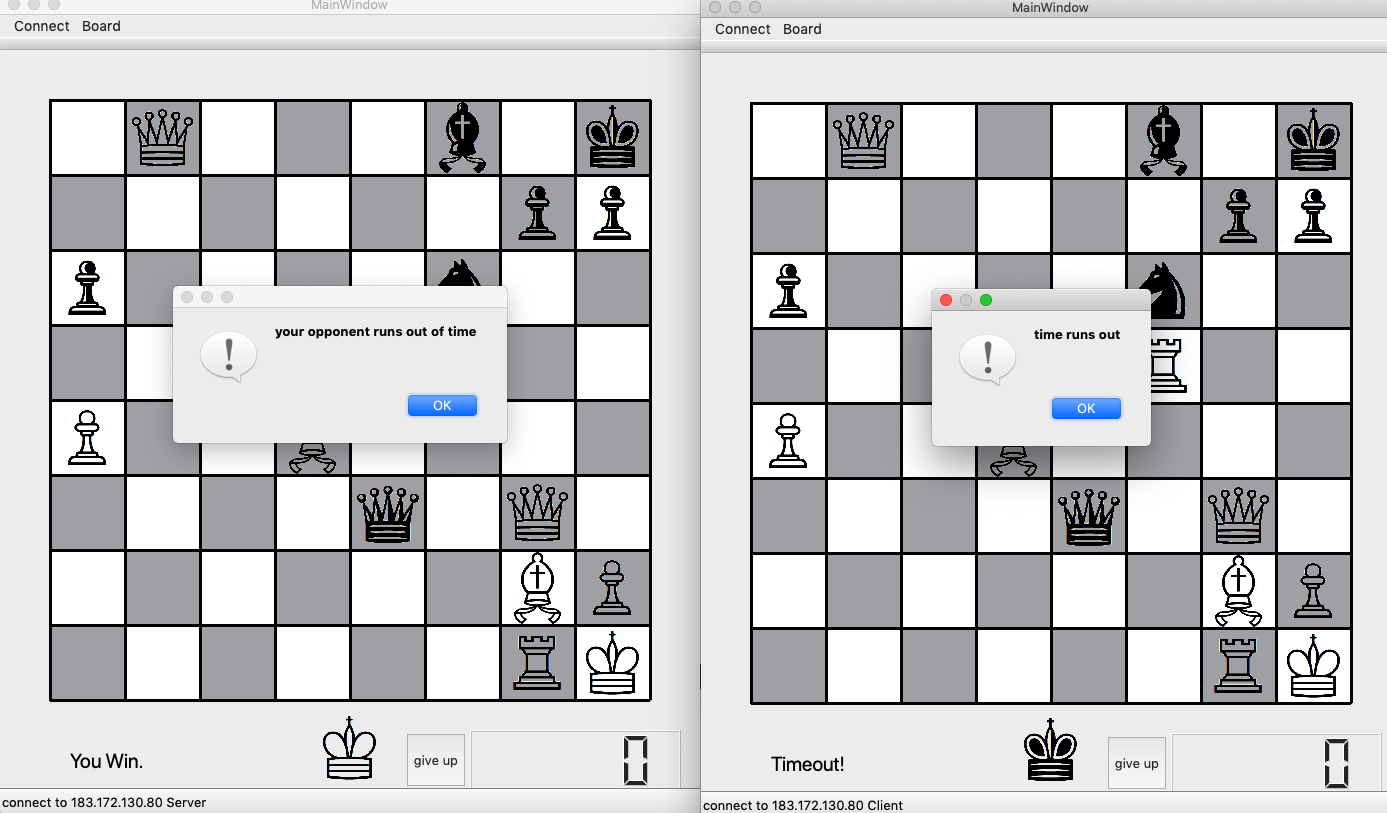 MainWindow
Connect Board
your opponent runs out of time
OK
You Win.
give up
0
connect to 183.172.130.80 Server
MainWindow
Connect Board
time runs out
OK
Timeout!
give up
0
connect to 183.172.130.80 Client